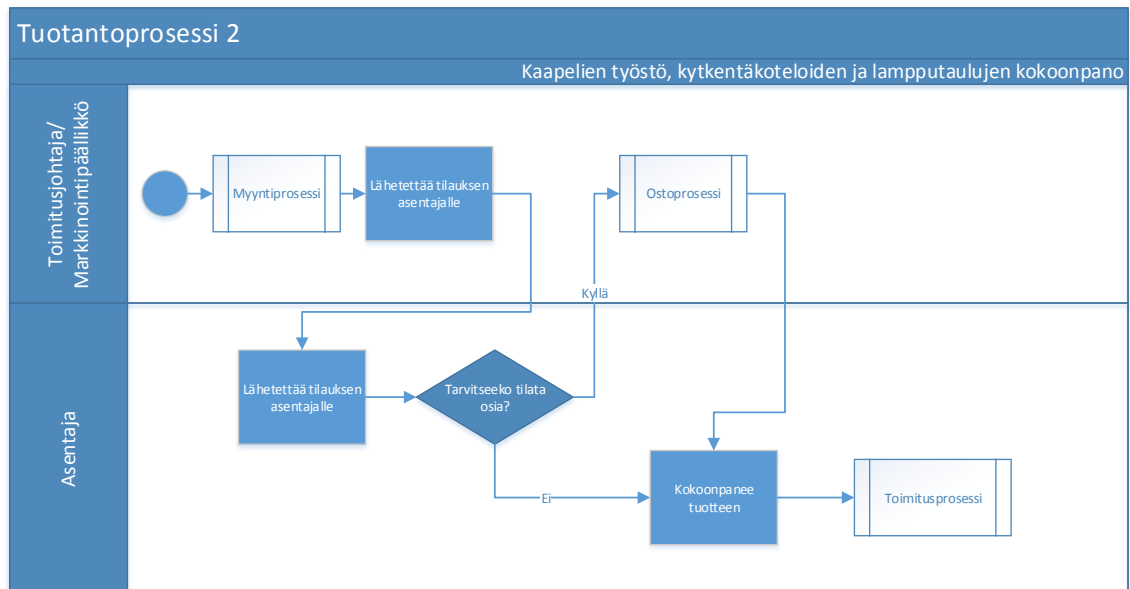 Tuotantoprosessi 2
Kaapelien työstö, kytkentäkoteloiden ja lampputaulujen kokoonpano
Toimitusjohtaja/
Markkinointipäällikkö
Myyntiprosessi
Lähetettää tilauksen
asentajalle
Ostoprosessi
Kyllä
Asentaja
Lähetettää tilauksen
asentajalle
Tarvitseeko tilata
osia?
Ei
Kokoonpanee
tuotteen
Toimitusprosessi